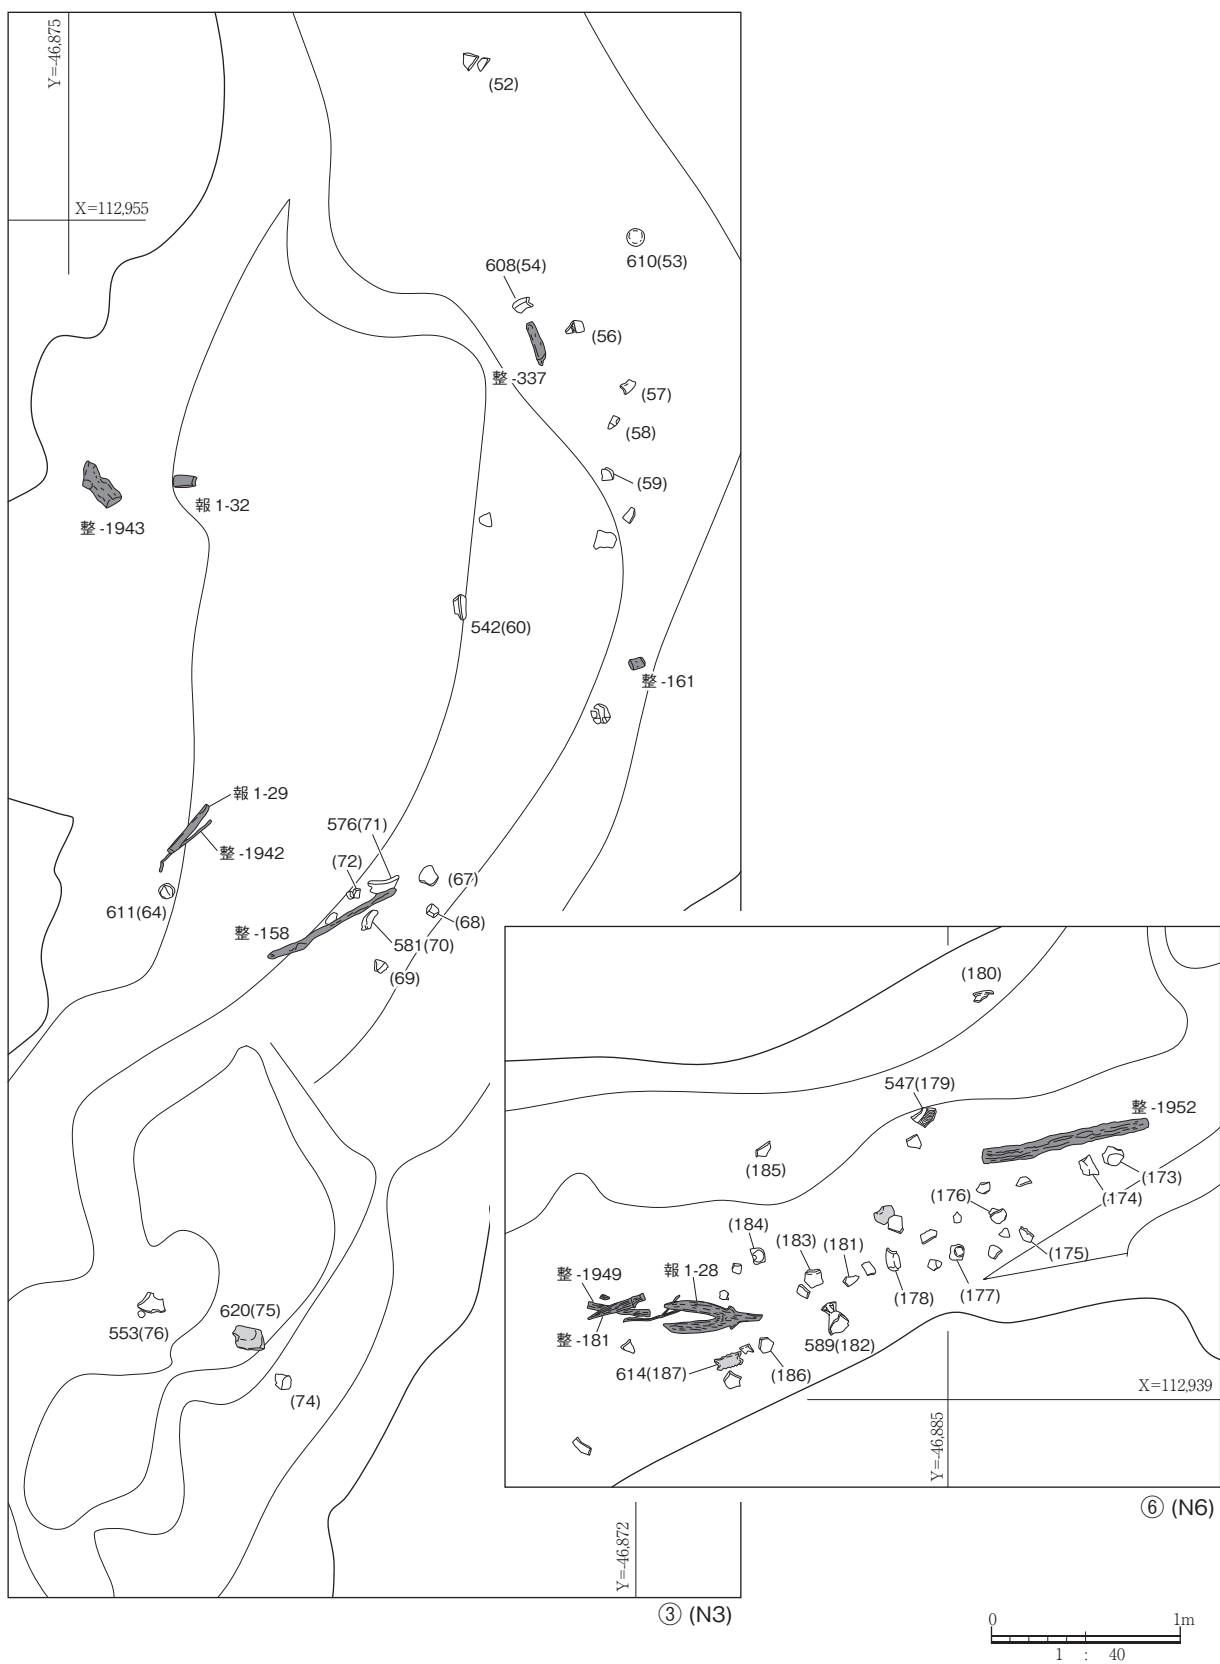 Y=-46,875
(52)
X=112,955
610(53)
608(54)
(56)
整 -337
(57)
(58)
(59)
報 1-32
整 -1943
542(60)
整 -161
報 1-29
576(71)
整 -1942
(72)
(67)
611(64)
(68)
整 -158
581(70)
(69)
(180)
547(179)
整 -1952
(185)
(173)
(176)
(174)
(184)
(183)
(181)
(175)
整 -1949
報 1-28
(178)
(177)
553(76)
620(75)
整 -181
589(182)
614(187)
(186)
X=112,939
(74)
Y=-46,885
⑥ (N6)
Y=-46,872
③ (N3)
0 1m
1 : 40